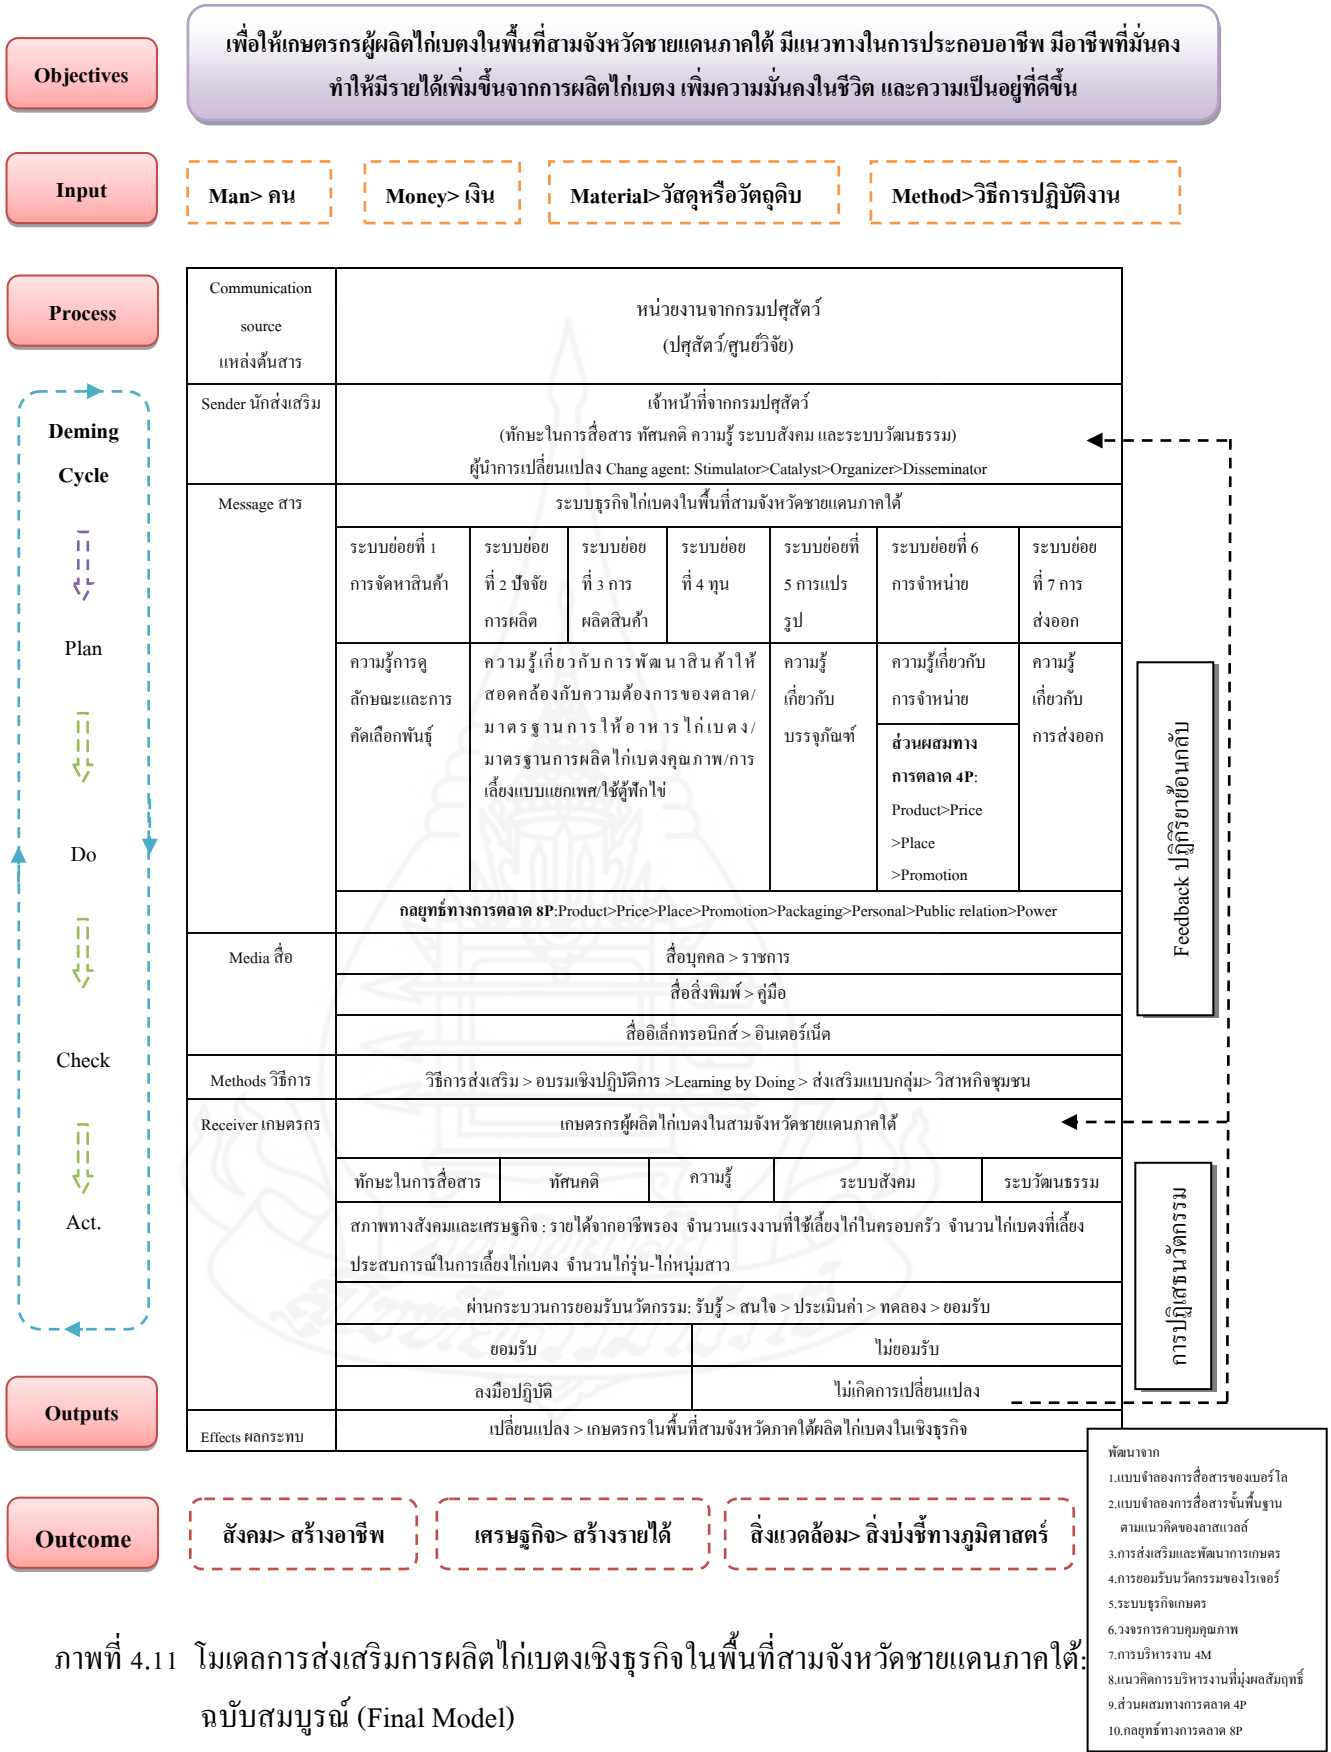 Objectives
เพื่อให้เกษตรกรผู้ผลิตไก่เบตงในพื้นที่สามจังหวัดชายแดนภาคใต้ มีแนวทางในการประกอบอาชีพ มีอาชีพที่มั่นคง
ทำให้มีรายได้เพิ่มขึ้นจากการผลิตไก่เบตง เพิ่มความมั่นคงในชีวิต และความเป็นอยู่ที่ดีขึ้น
Input
Man> คน
Money> เงิน
Material>วัสดุหรือวัตถุดิบ
Method>วิธีการปฏิบัติงาน
Process
Communication
source
แหล่งต้นสาร
หน่วยงานจากกรมปศุสัตว์
(ปศุสัตว์/ศูนย์วิจัย)
Deming
Cycle
Plan
Do
Check
Act.
Sender นักส่งเสริม
เจ้าหน้าที่จากกรมปศุสัตว์
(ทักษะในการสื่อสาร ทัศนคติ ความรู้ ระบบสังคม และระบบวัฒนธรรม)
ผู้นำการเปลี่ยนแปลง Chang agent: Stimulator>Catalyst>Organizer>Disseminator
Message สาร
ระบบธุรกิจไก่เบตงในพื้นที่สามจังหวัดชายแดนภาคใต้
ระบบย่อยที่ 1
การจัดหาสินค้า
ระบบย่อย
ที่ 2 ปัจจัย
การผลิต
ระบบย่อย
ที่ 3 การ
ผลิตสินค้า
ระบบย่อย
ที่ 4 ทุน
ระบบย่อยที่
5 การแปร
รูป
ระบบย่อยที่ 6
การจำหน่าย
ระบบย่อย
ที่ 7 การ
ส่งออก
ความรู้การดู
ลักษณะและการ
คัดเลือกพันธุ์
ความรู้เกี่ยวกับการพัฒนาสินค้าให้
สอดคล้องกับความต้องการของตลาด/
มาตรฐานการให้อาหารไก่เบตง/
มาตรฐานการผลิตไก่เบตงคุณภาพ/การ
เลี้ยงแบบแยกเพศ/ใช้ตู้ฟักไข่
ความรู้
เกี่ยวกับ
บรรจุภัณฑ์
ความรู้เกี่ยวกับ
การจำหน่าย
ส่วนผสมทาง
การตลาด 4P:
Product>Price
>Place
>Promotion
ความรู้
เกี่ยวกับ
การส่งออก
กลยุทธ์ทางการตลาด 8P:Product>Price>Place>Promotion>Packaging>Personal>Public relation>Power
Media สื่อ
สื่อบุคคล > ราชการ
สื่อสิ่งพิมพ์ > คู่มือ
สื่ออิเล็กทรอนิกส์ > อินเตอร์เน็ต
Methods วิธีการ
วิธีการส่งเสริม > อบรมเชิงปฏิบัติการ >Learning by Doing > ส่งเสริมแบบกลุ่ม> วิสาหกิจชุมชน
Receiver เกษตรกร
เกษตรกรผู้ผลิตไก่เบตงในสามจังหวัดชายแดนภาคใต้
ทักษะในการสื่อสาร
ทัศนคติ
ความรู้
ระบบสังคม
ระบวัฒนธรรม
สภาพทางสังคมและเศรษฐกิจ : รายได้จากอาชีพรอง จำนวนแรงงานที่ใช้เลี้ยงไก่ในครอบครัว จำนวนไก่เบตงที่เลี้ยง
ประสบการณ์ในการเลี้ยงไก่เบตง จำนวนไก่รุ่น-ไก่หนุ่มสาว
ผ่านกระบวนการยอมรับนวัตกรรม: รับรู้ > สนใจ > ประเมินค่า > ทดลอง > ยอมรับ
ยอมรับ
ไม่ยอมรับ
ลงมือปฏิบัติ
ไม่เกิดการเปลี่ยนแปลง
Feedback ปฏิกิริยาย้อนกลับ
การปฏิเสธนวัตกรรม
Outputs
Effects ผลกระทบ
เปลี่ยนแปลง > เกษตรกรในพื้นที่สามจังหวัดภาคใต้ผลิตไก่เบตงในเชิงธุรกิจ
Outcome
สังคม> สร้างอาชีพ
เศรษฐกิจ> สร้างรายได้
สิ่งแวดล้อม> สิ่งบ่งชี้ทางภูมิศาสตร์
พัฒนาจาก
1.แบบจำลองการสื่อสารของเบอร์โล
2.แบบจำลองการสื่อสารขั้นพื้นฐาน
ตามแนวคิดของลาสแวลล์
3.การส่งเสริมและพัฒนาการเกษตร
4.การยอมรับนวัตกรรมของโรเจอร์
5.ระบบธุรกิจเกษตร
6.วงจรการควบคุมคุณภาพ
7.การบริหารงาน 4M
8.แนวคิดการบริหารงานที่มุ่งผลสัมฤทธิ์
9.ส่วนผสมทางการตลาด 4P
10.กลยุทธ์ทางการตลาด 8P
ภาพที่ 4.11 โมเดลการส่งเสริมการผลิตไก่เบตงเชิงธุรกิจในพื้นที่สามจังหวัดชายแดนภาคใต้:
ฉบับสมบูรณ์ (Final Model)